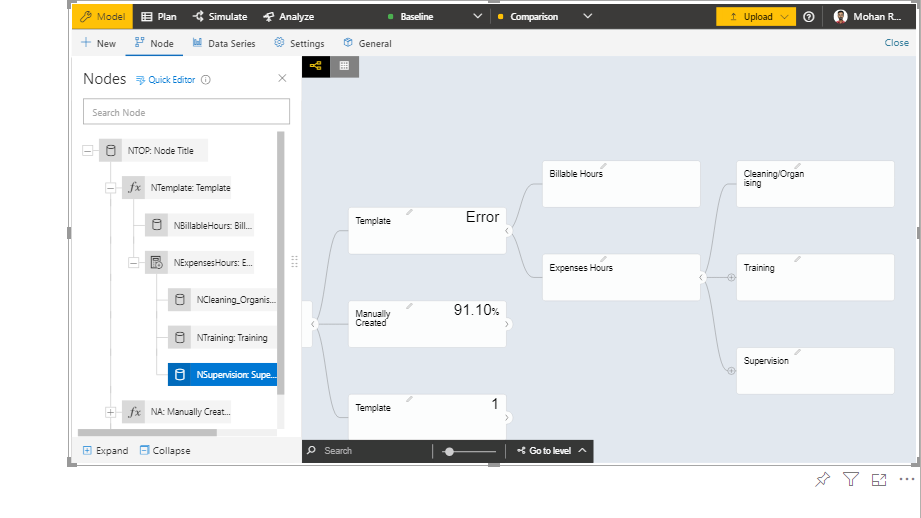 Model Plan Simulate Analyze Baseline Comparison Upload Mohan R...
New Node Data Series Settings General Close
Nodes Quick Editor
Search Node
NTOP: Node Title
NTemplate: Template
NBillableHours: Bill...
NExpensesHours: E...
NCleaning_Organis...
NTraining: Training
NSupervision: Supe...
fx NA: Manually Creat...
Expand Collapse
Template Error
Manually
Created
91.10%
Template 1
Billable Hours
Expenses Hours
Cleaning/Organ
ising
Training
Supervision
Search Go to level